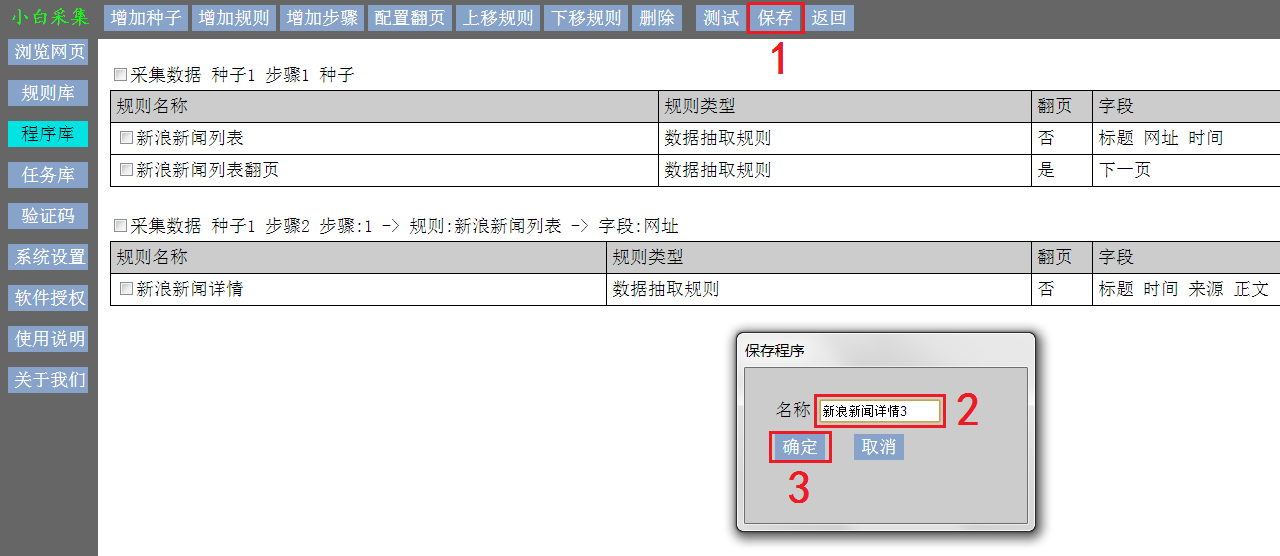 小白采集 增加种子 增加规则 增加步骤 配置翻页 上移规则 下移规则 删除 测试 保存 返回
1
浏览网页
规则库
程序库
任务库
验证码
系统设置
软件授权
使用说明
关于我们
采集数据 种子1 步骤1 种子
规则名称 规则类型 翻页 字段
新浪新闻列表 数据抽取规则 否 标题 网址 时间
新浪新闻列表翻页 数据抽取规则 是 下一页
采集数据 种子1 步骤2 步骤:1 -> 规则:新浪新闻列表 -> 字段:网址
规则名称 规则类型 翻页 字段
新浪新闻详情 数据抽取规则 否 标题 时间 来源 正文
保存程序
名称 新浪新闻详情3 2
确定 取消
3